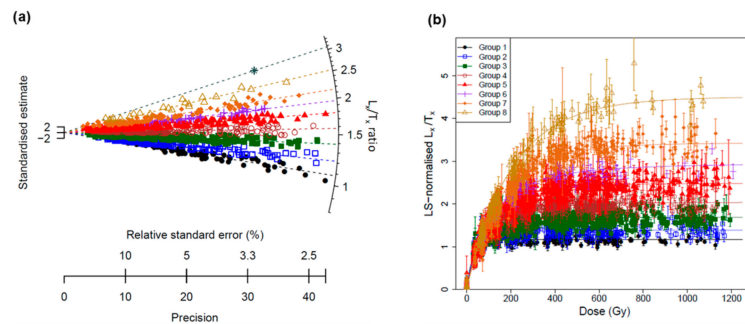 (a)
Standardised estimate
2
−2
3
2.5
2
1.5
1
Lx/Tx ratio
Relative standard error (%)
10 5 3.3 2.5
0 10 20 30 40
Precision
(b)
Group 1
Group 2
Group 3
Group 4
Group 5
Group 6
Group 7
Group 8
LS−normalised Lx/Tx
5
4
3
2
1
0
0 200 400 600 800 1000 1200
Dose (Gy)